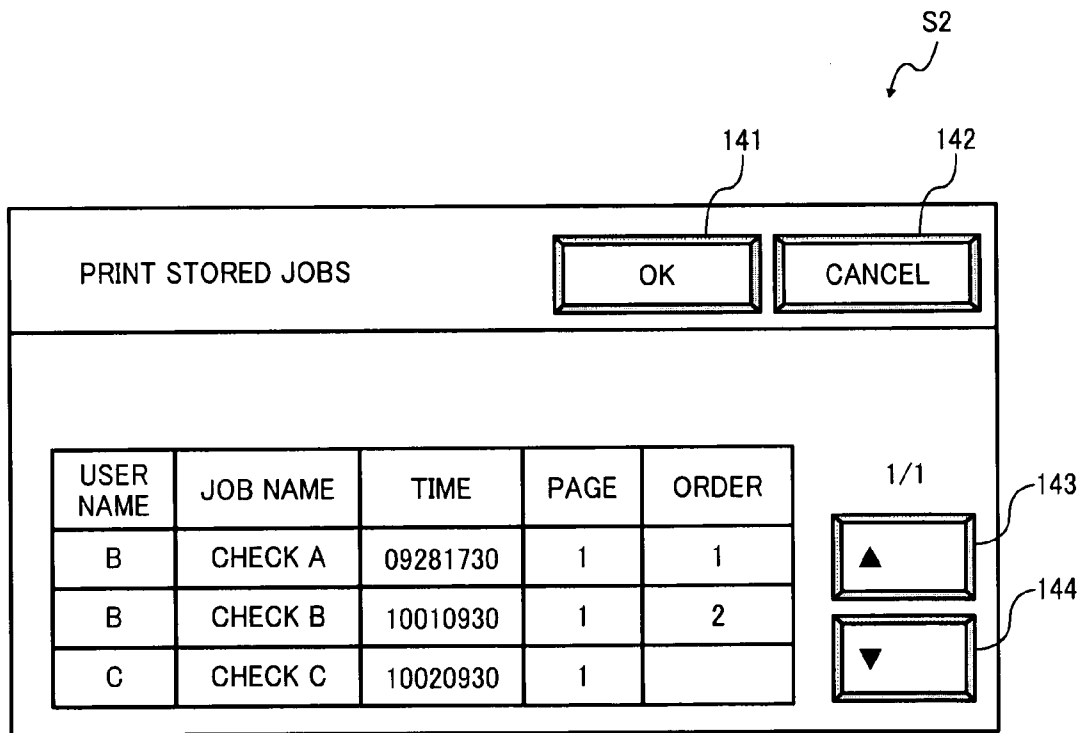 S2
141
142
PRINT STORED JOBS
OK
CANCEL
USER NAME
JOB NAME
TIME
PAGE
ORDER
1/1
143
B
CHECK A
09281730
1
1
▲
144
B
CHECK B
10010930
1
2
C
CHECK C
10020930
1
▼